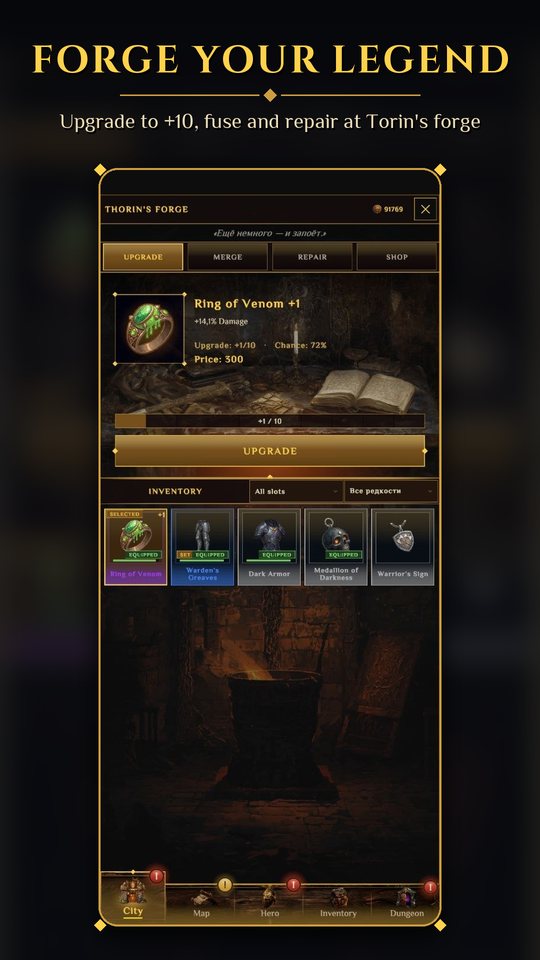 FORGE YOUR LEGEND
Upgrade to +10, fuse and repair at Torin's forge
THORIN'S FORGE
91769
«Ещё немного — и запоёт.»
UPGRADE
MERGE
REPAIR
SHOP
Ring of Venom +1
+14,1% Damage
Upgrade: +1/10 · Chance: 72%
Price: 300
+1 / 10
UPGRADE
INVENTORY
All slots
Все редкости
SELECTED
+1
EQUIPPED
Ring of Venom
SET
EQUIPPED
Warden's
Greaves
EQUIPPED
Dark Armor
EQUIPPED
Medallion of
Darkness
Warrior's Sign
City
!
Map
!
Hero
!
Inventory
Dungeon
!